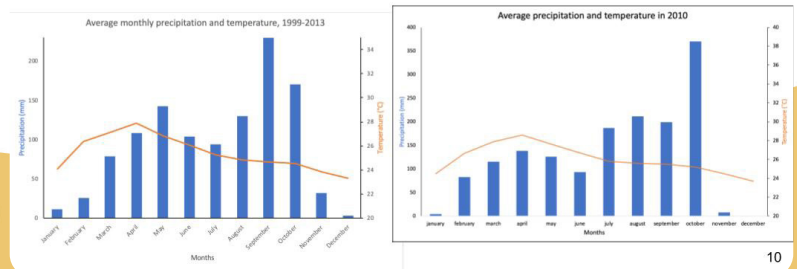 Average monthly precipitation and temperature, 1999-2013
Precipitation (mm)
200
150
100
50
0
34
32
30
28
26
24
22
20
Temperature (°C)
January
February
March
April
May
June
July
August
September
October
November
December
Months
Average precipitation and temperature in 2010
Precipitation (mm)
400
350
300
250
200
150
100
50
0
40
38
36
34
32
30
28
26
24
22
20
Temperature (°C)
january
february
march
april
may
june
july
august
september
october
november
december
Months
10